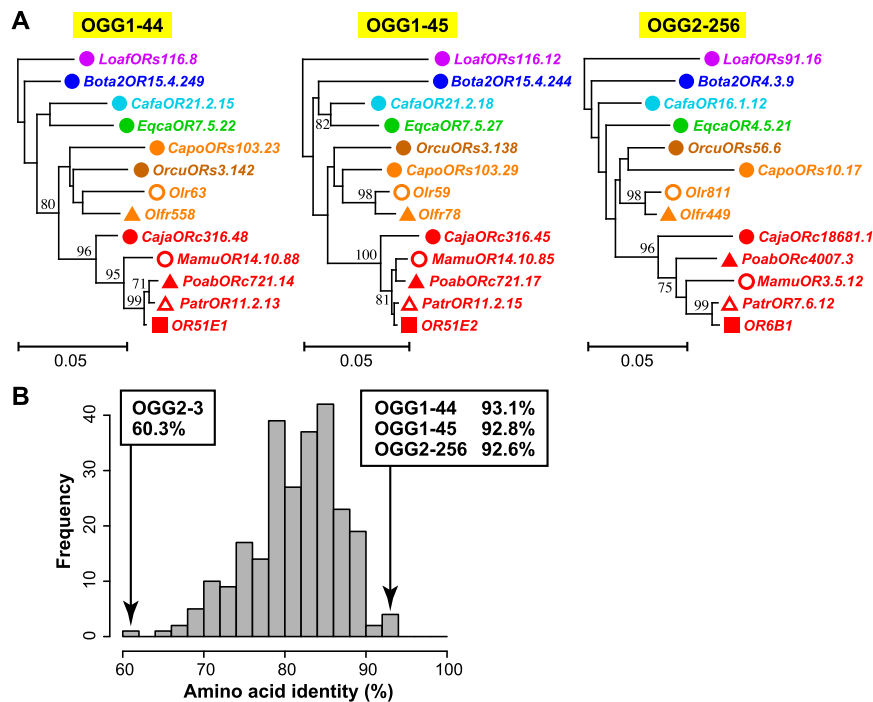 A
OGG1-44
OGG1-45
OGG2-256
LoafORs116.8
Bota2OR15.4.249
CafaOR21.2.15
EqcaOR7.5.22
CapoORs103.23
OrcuORs3.142
Olr63
Olfr558
CajaORc316.48
MamuOR14.10.88
PoabORc721.14
PatrOR11.2.13
OR51E1
80
96
95
71
99
0.05
LoafORs116.12
Bota2OR15.4.244
CafaOR21.2.18
EqcaOR7.5.27
OrcuORs3.138
CapoORs103.29
Olr59
Olfr78
CajaORc316.45
MamuOR14.10.85
PoabORc721.17
PatrOR11.2.15
OR51E2
82
98
100
81
0.05
LoafORs91.16
Bota2OR4.3.9
CafaOR16.1.12
EqcaOR4.5.21
OrcuORs56.6
CapoORs10.17
Olr811
Olfr449
CajaORc18681.1
PoabORc4007.3
MamuOR3.5.12
PatrOR7.6.12
OR6B1
98
96
75
99
0.05
B
OGG2-3
60.3%
OGG1-44 93.1%
OGG1-45 92.8%
OGG2-256 92.6%
Frequency
40
30
20
10
0
60 70 80 90 100
Amino acid identity (%)